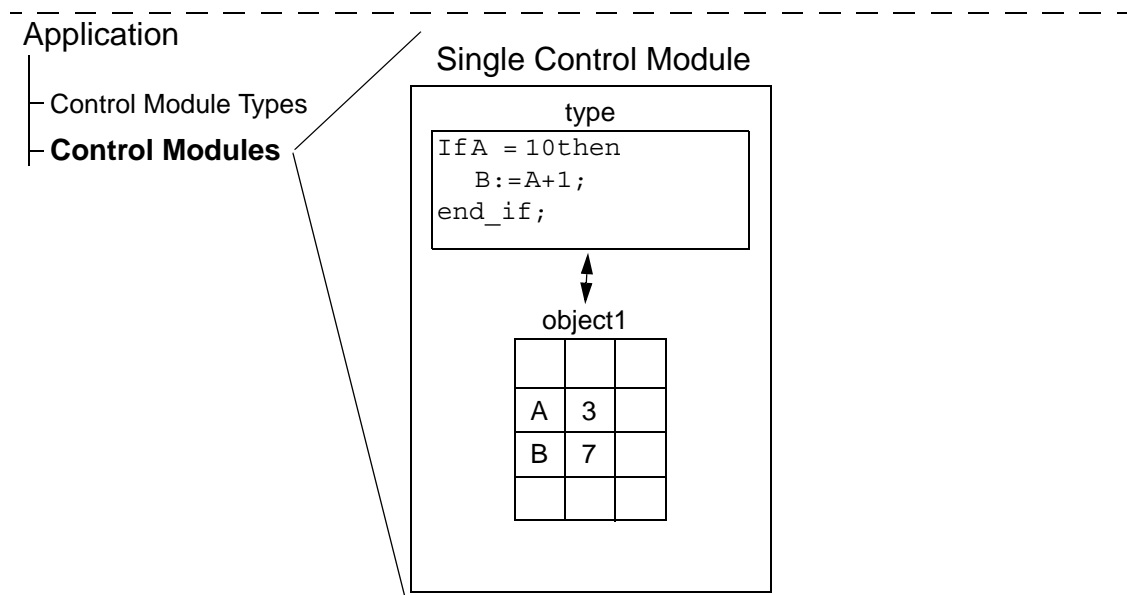 Application
Control Module Types
Control Modules
Single Control Module
type
IfA = 10then
B:=A+1;
end_if;
object1
A 3
B 7